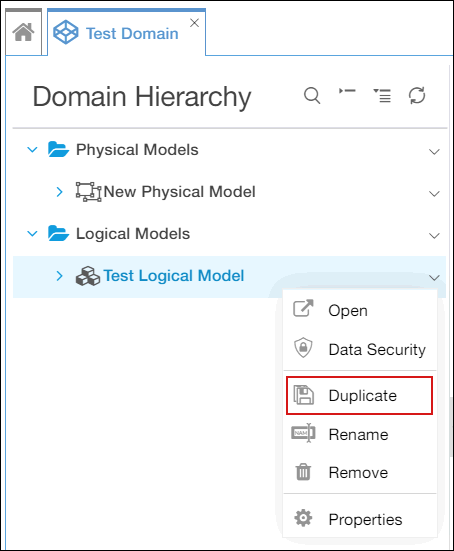 Test Domain
Domain Hierarchy
Physical Models
New Physical Model
Logical Models
Test Logical Model
Open
Data Security
Duplicate
NAM Rename
Remove
Properties